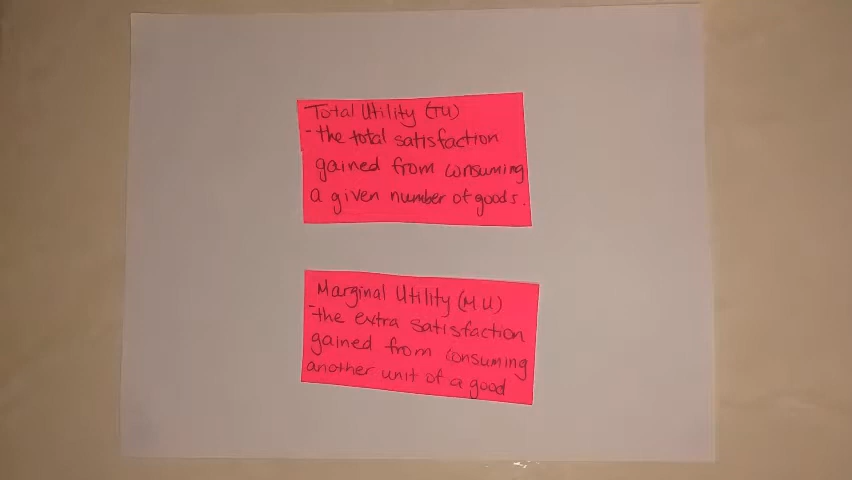 Total Utility (TU)
- the total satisfaction
gained from consuming
a given number of goods.
Marginal Utility (MU)
- the extra satisfaction
gained from consuming
another unit of a good